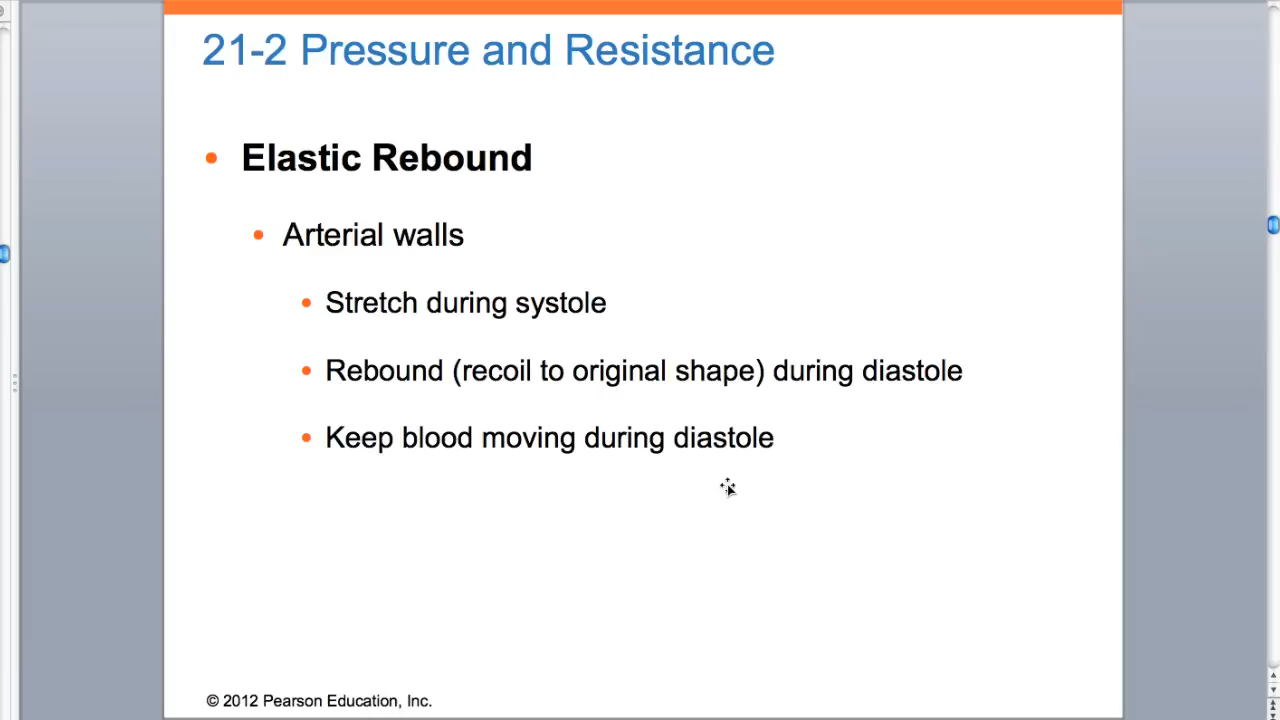 21-2 Pressure and Resistance
• Elastic Rebound
• Arterial walls
• Stretch during systole
• Rebound (recoil to original shape) during diastole
• Keep blood moving during diastole
© 2012 Pearson Education, Inc.